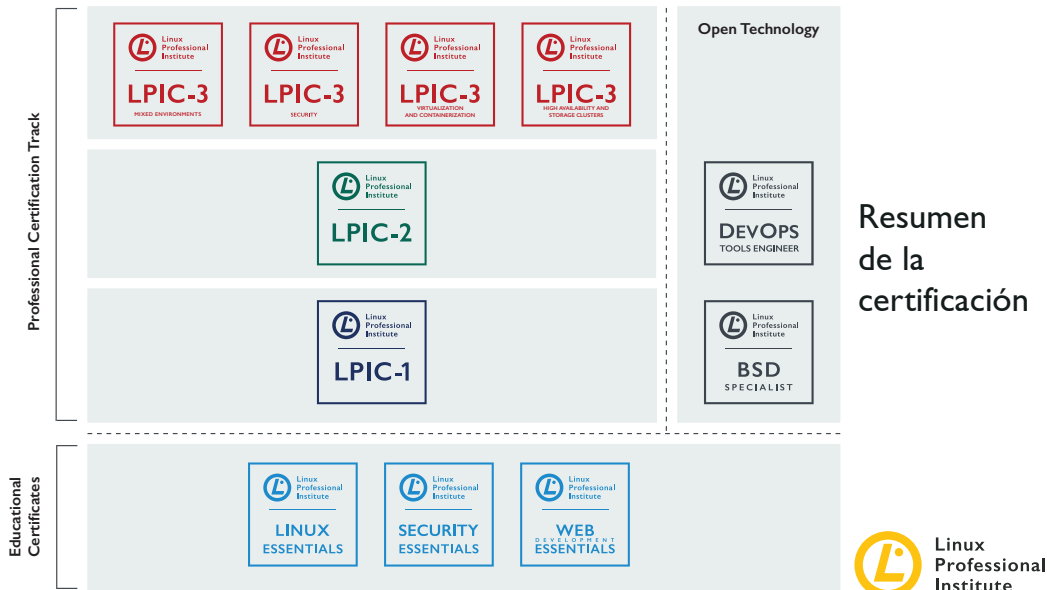 Professional Certification Track
Linux
Professional
Institute
LPIC-3
MIXED ENVIRONMENTS
Linux
Professional
Institute
LPIC-3
SECURITY
Linux
Professional
Institute
LPIC-3
VIRTUALIZATION
AND CONTAINERIZATION
Linux
Professional
Institute
LPIC-3
HIGH AVAILABILITY AND
STORAGE CLUSTERS
Open Technology
Linux
Professional
Institute
LPIC-2
Linux
Professional
Institute
DEVOPS
TOOLS ENGINEER
Linux
Professional
Institute
LPIC-1
Linux
Professional
Institute
BSD
SPECIALIST
Resumen
de la
certificación
Educational
Certificates
Linux
Professional
Institute
LINUX
ESSENTIALS
Linux
Professional
Institute
SECURITY
ESSENTIALS
Linux
Professional
Institute
WEB
DEVELOPMENT
ESSENTIALS
Linux
Professional
Institute